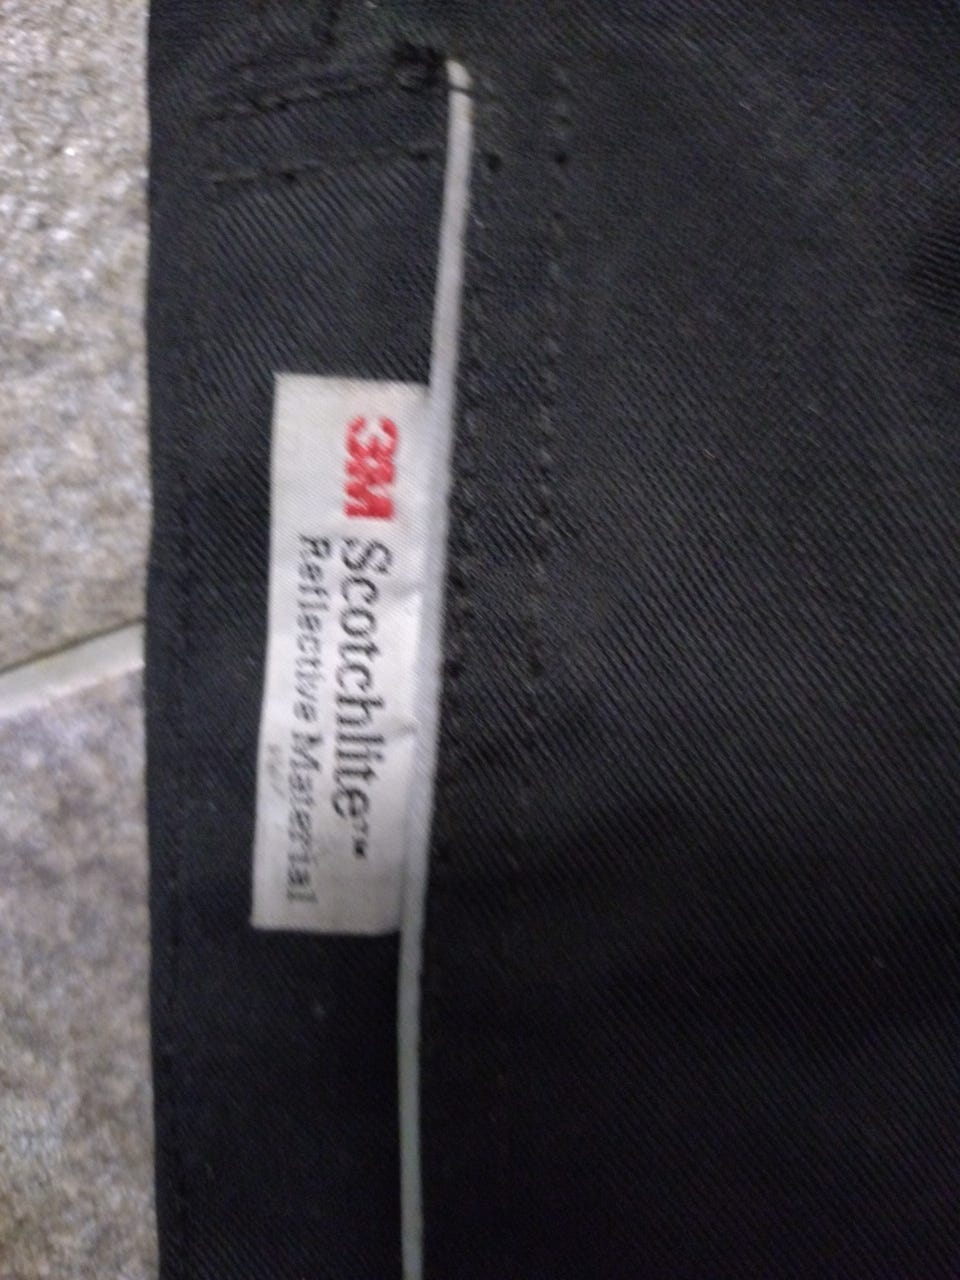 3M Scotchlite™
Reflective Material